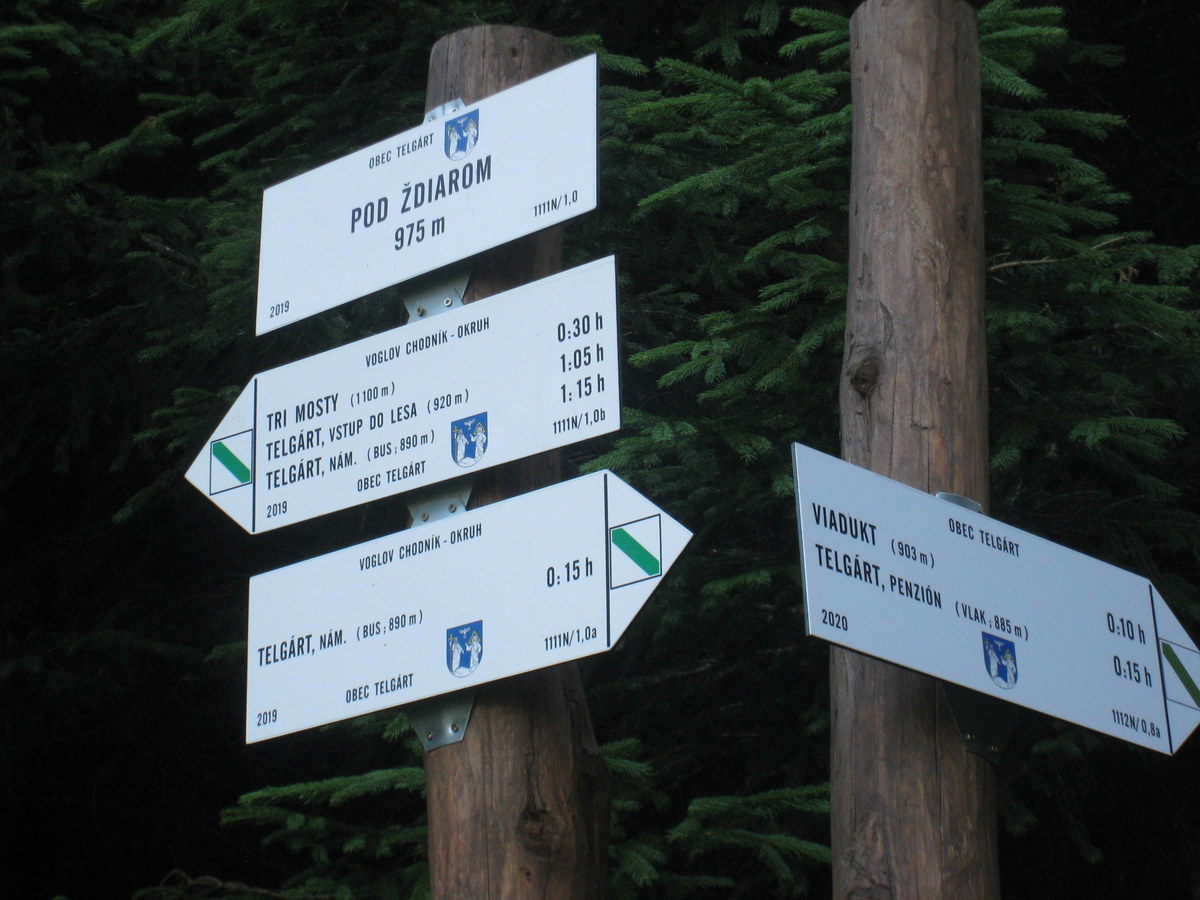 OBEC TELGÁRT
POD ŽDIAROM
975 m
1111N/1,0
2019
VOGLOV CHODNÍK - OKRUH
TRI MOSTY (1100 m) 0:30 h
TELGÁRT, VSTUP DO LESA (920 m) 1:05 h
TELGÁRT, NÁM. (BUS ; 890 m) 1:15 h
2019 OBEC TELGÁRT 1111N/1,0b
VOGLOV CHODNÍK - OKRUH
0:15 h
TELGÁRT, NÁM. (BUS ; 890 m)
1111N/1,0a
OBEC TELGÁRT
2019
OBEC TELGÁRT
VIADUKT (903 m) 0:10 h
TELGÁRT, PENZIÓN (VLAK ; 885 m) 0:15 h
2020 1112N/0,8a